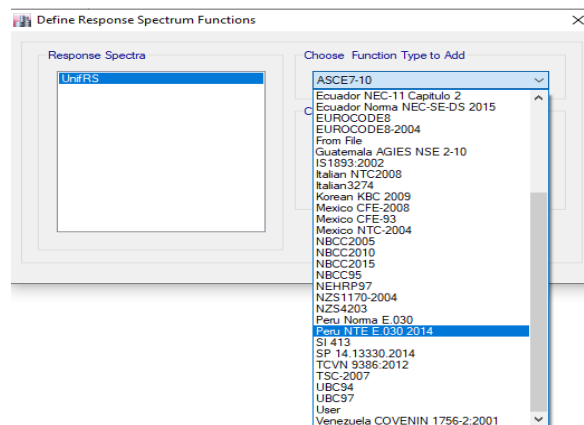 Define Response Spectrum Functions
Response Spectra
UnifRS
Choose Function Type to Add
ASCE7-10
Ecuador NEC-11 Capitulo 2
Ecuador Norma NEC-SE-DS 2015
EUROCODE8
EUROCODE8-2004
From File
Guatemala AGIES NSE 2-10
IS1893:2002
Italian NTC2008
Italian3274
Korean KBC 2009
Mexico CFE-2008
Mexico CFE-93
Mexico NTC-2004
NBCC2005
NBCC2010
NBCC2015
NBCC95
NEHRP97
NZS1170-2004
NZS4203
Peru Norma E.030
Peru NTE E.030 2014
SI 413
SP 14.13330.2014
TCVN 9386:2012
TSC-2007
UBC94
UBC97
User
Venezuela COVENIN 1756-2:2001